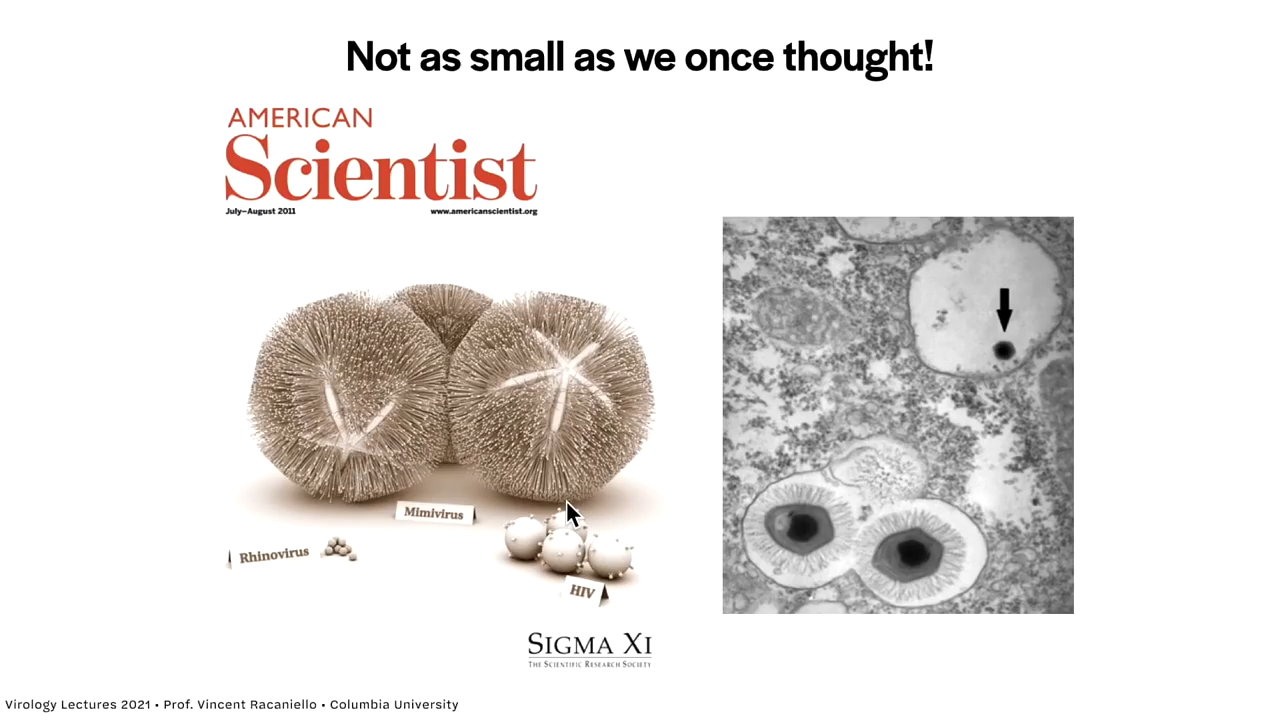 Not as small as we once thought!
AMERICAN
Scientist
July–August 2011 www.americanscientist.org
Mimivirus
Rhinovirus
HIV
SIGMA XI
THE SCIENTIFIC RESEARCH SOCIETY
Virology Lectures 2021 • Prof. Vincent Racaniello • Columbia University